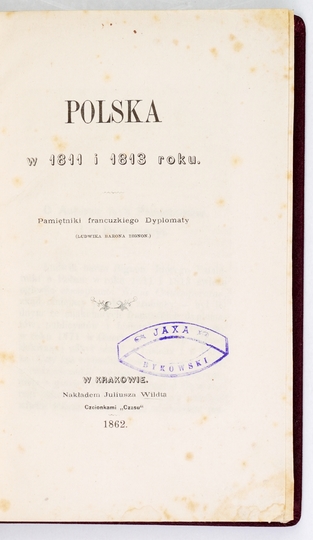 POLSKA
w 1811 i 1813 roku.
Pamiętniki francuzkiego Dyplomaty
(LUDWIKA BARONA BIGNON.)
JAXA
BYKOWSKI
W KRAKOWIE.
Nakładem Juliusza Wildta
Czcionkami „Czasu“
1862.